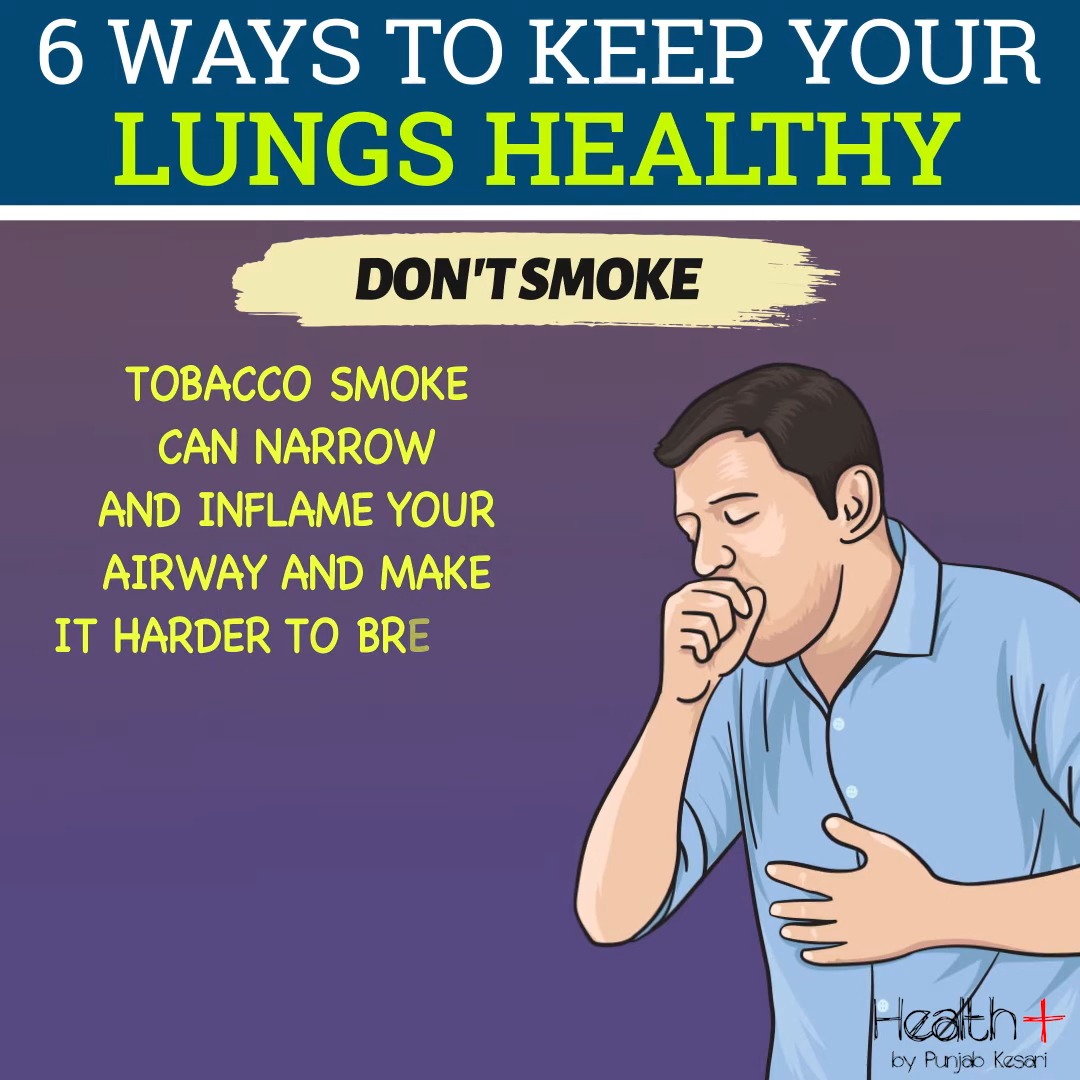 6 WAYS TO KEEP YOUR
LUNGS HEALTHY
DON'T SMOKE
TOBACCO SMOKE
CAN NARROW
AND INFLAME YOUR
AIRWAY AND MAKE
IT HARDER TO BRE
Health+
by Punjab Kesari